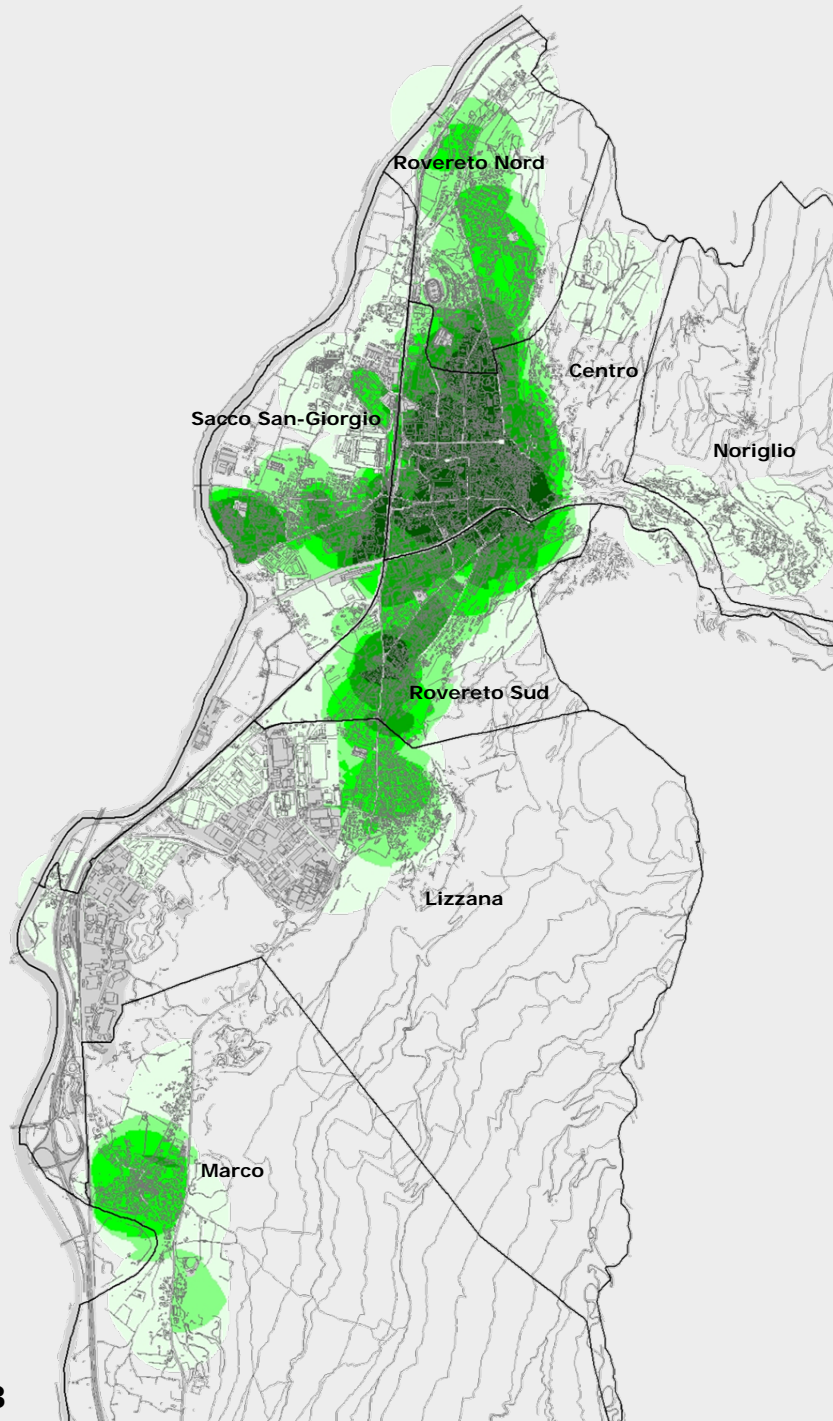 Rovereto Nord
Centro
Sacco San-Giorgio
Noriglio
Rovereto Sud
Lizzana
Marco